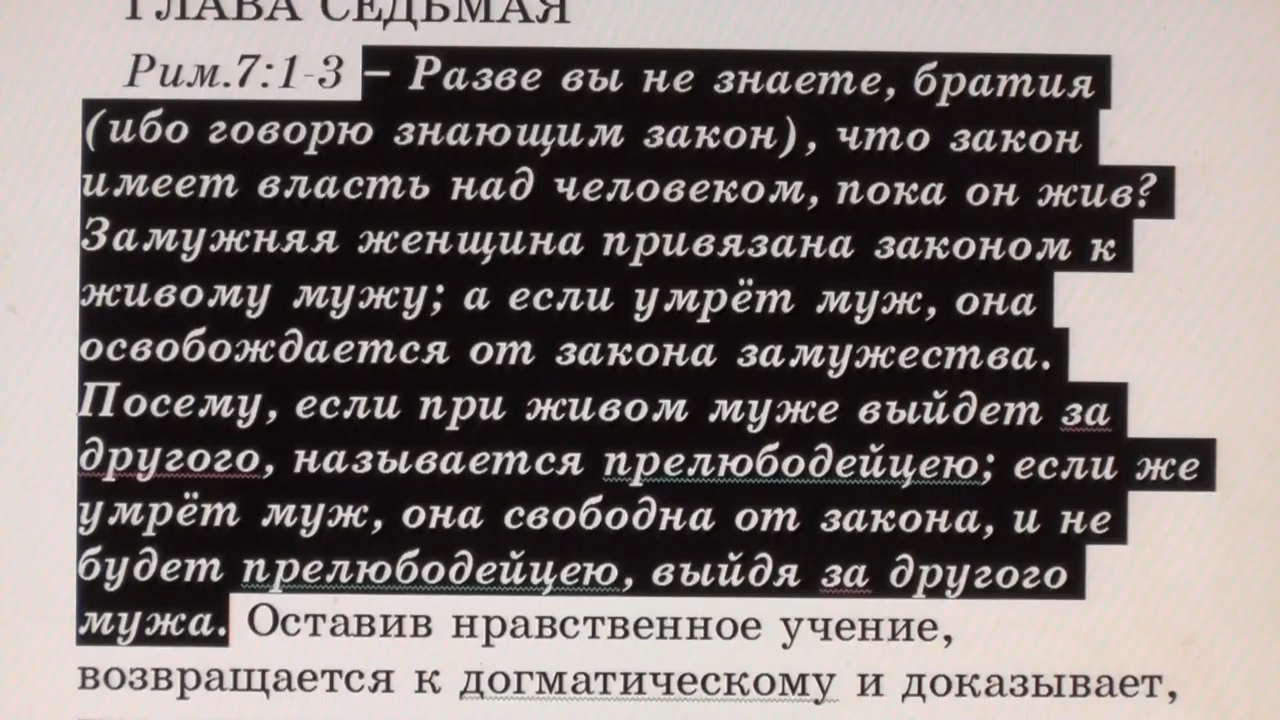 ГЛАВА СЕДЬМАЯ
Рим.7:1-3 – Разве вы не знаете, братия
(ибо говорю знающим закон), что закон
имеет власть над человеком, пока он жив?
Замужняя женщина привязана законом к
живому мужу; а если умрёт муж, она
освобождается от закона замужества.
Посему, если при живом муже выйдет за
другого, называется прелюбодейцею; если же
умрёт муж, она свободна от закона, и не
будет прелюбодейцею, выйдя за другого
мужа. Оставив нравственное учение,
возвращается к догматическому и доказывает,